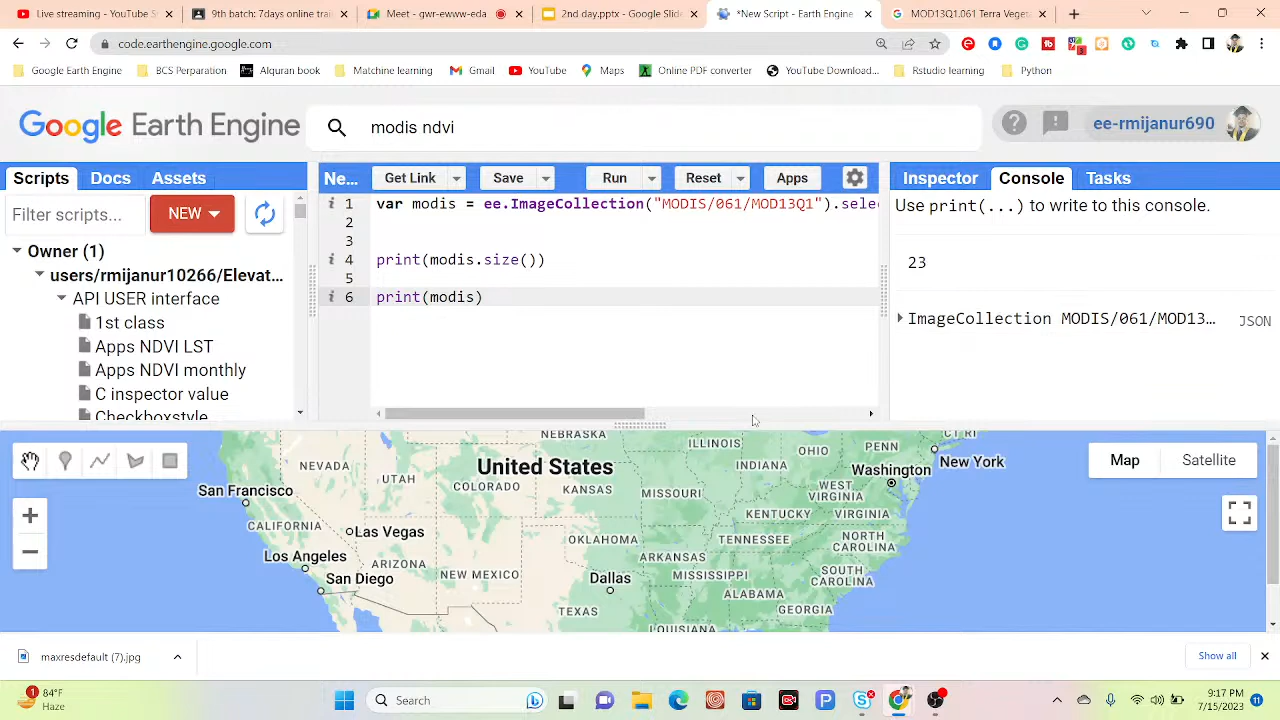 Live streaming - YouTube S
9th batch: 7days online trai
Meet - gwr-ewwe-eda
2nd day.pptx - Google Slide
*New Script - Earth Engine
MOD13Q1.061 Terra Vegeta
code.earthengine.google.com
Google Earth Engine
BCS Perparation
Alquran book
Matchine learning
Gmail
YouTube
Maps
Online PDF converter
YouTube Download...
Rstudio learning
Python
Google Earth Engine
modis ndvi
ee-rmijanur690
Scripts
Docs
Assets
Ne...
Get Link
Save
Run
Reset
Apps
Inspector
Console
Tasks
Filter scripts...
NEW
Owner (1)
users/rmijanur10266/Elevat...
API USER interface
1st class
Apps NDVI LST
Apps NDVI monthly
C inspector value
Checkboxstyle
1 var modis = ee.ImageCollection("MODIS/061/MOD13Q1").selec
2
3
4 print(modis.size())
5
6 print(modis)
Use print(...) to write to this console.
23
ImageCollection MODIS/061/MOD13...
JSON
NEBRASKA
ILLINOIS
OHIO
PENN
CT RI
NEVADA
United States
INDIANA
Washington
New York
UTAH
COLORADO
KANSAS
MISSOURI
WEST
VIRGINIA
San Francisco
KENTUCKY
VIRGINIA
CALIFORNIA
Las Vegas
OKLAHOMA
TENNESSEE
NORTH
CAROLINA
Los Angeles
ARIZONA
NEW MEXICO
ARKANSAS
San Diego
Dallas
MISSISSIPPI
SOUTH
CAROLINA
ALABAMA
TEXAS
GEORGIA
LOUISIANA
Map
Satellite
maxresdefault (7).jpg
Show all
84°F
Haze
Search
9:17 PM
7/15/2023